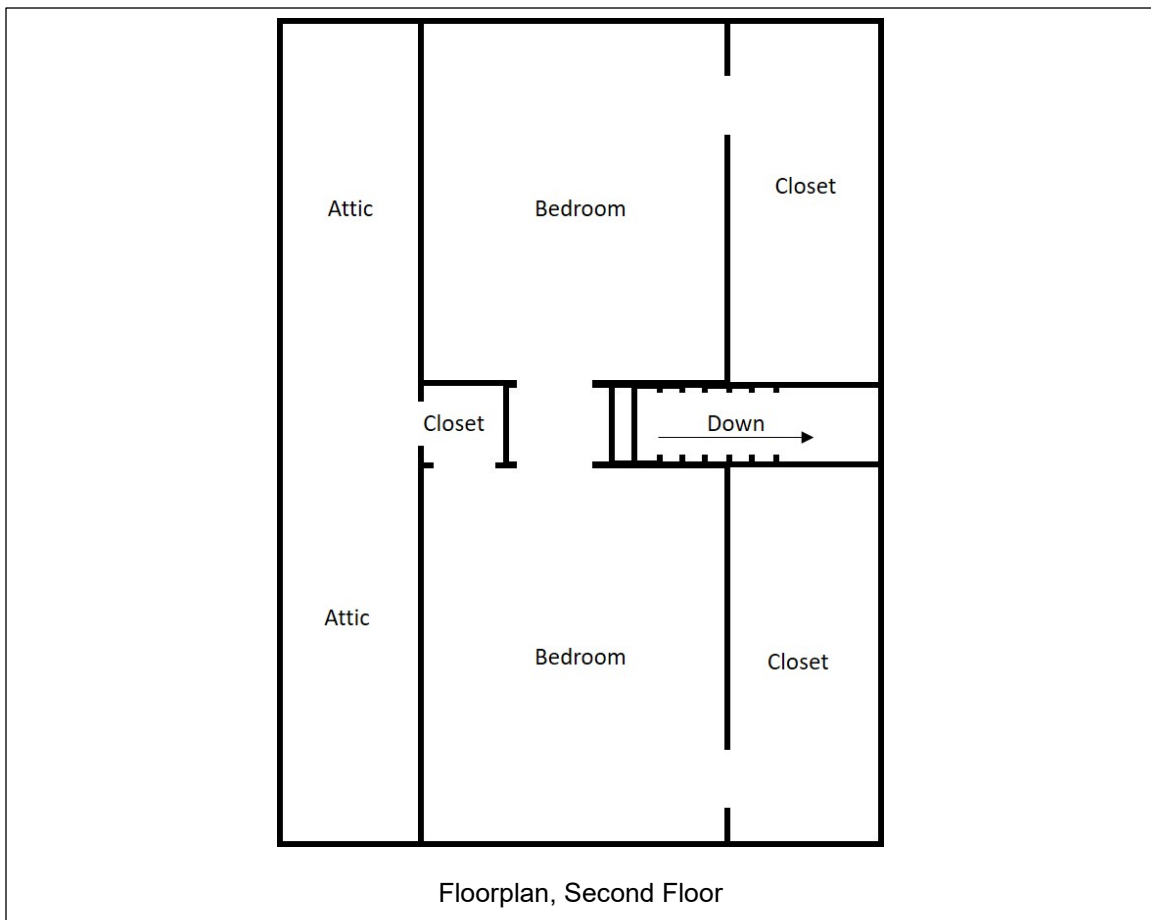 Closet
Attic
Bedroom
Closet
Down
Attic
Bedroom
Closet
Floorplan, Second Floor